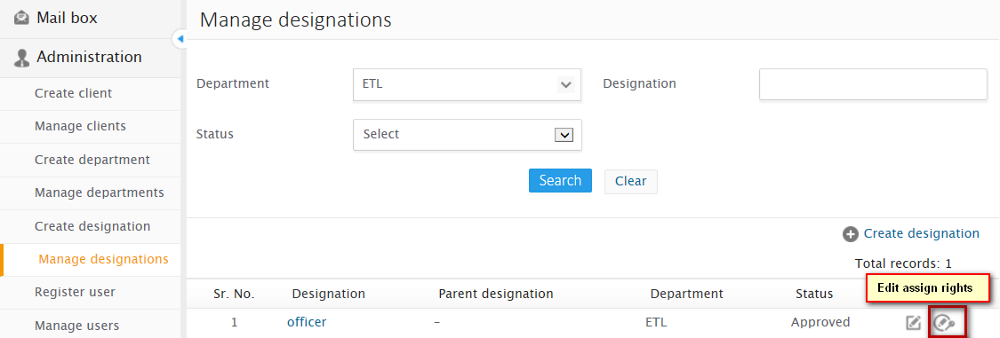 Mail box
Administration
Create client
Manage clients
Create department
Manage departments
Create designation
Manage designations
Register user
Manage users
Manage designations
Department ETL Designation
Status Select
Search Clear
Create designation
Total records: 1
Edit assign rights
Sr. No. Designation Parent designation Department Status
1 officer - ETL Approved